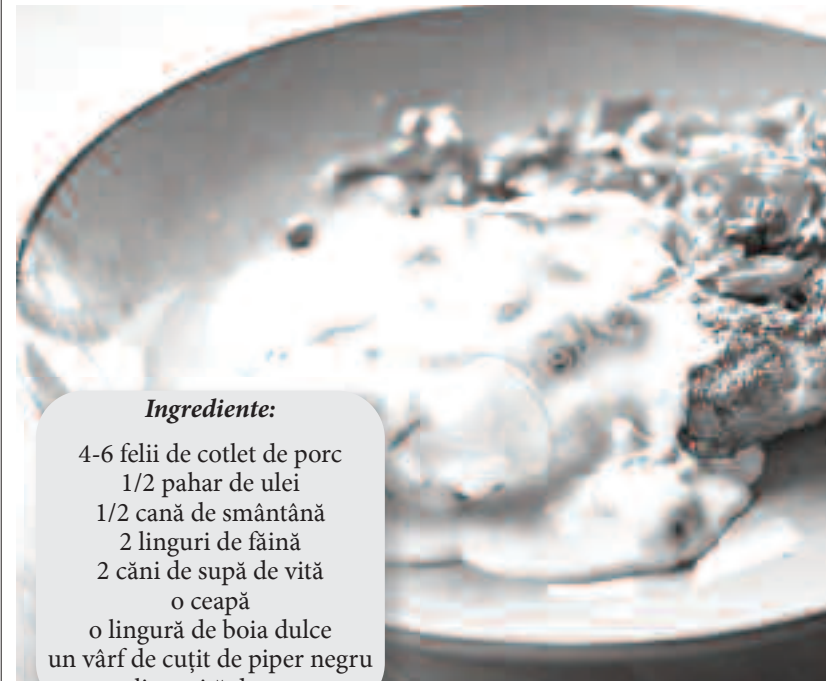 Ingrediente:
4-6 felii de cotlet de porc
1/2 pahar de ulei
1/2 cană de smântână
2 linguri de făină
2 căni de supă de vită
o ceapă
o lingură de boia dulce
un vârf de cuțit de piper negru